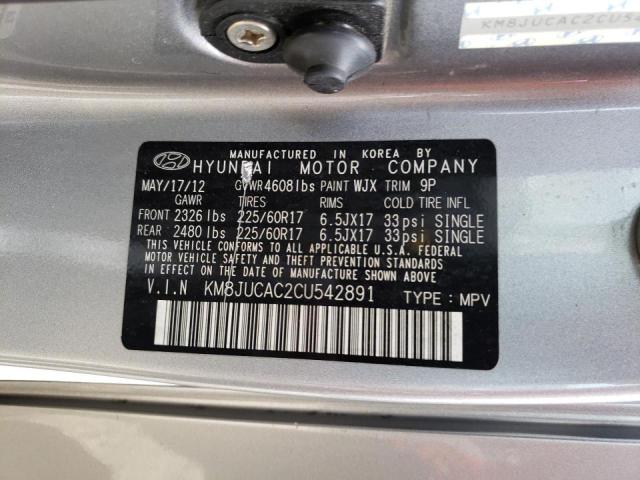 KM8JUCAC2CU5
MANUFACTURED IN KOREA BY
HYUNDAI MOTOR COMPANY
MAY/17/12 GVWR 4608lbs PAINT WJX TRIM 9P
GAWR TIRES RIMS COLD TIRE INFL
FRONT 2326 lbs 225/60R17 6.5JX17 33psi SINGLE
REAR 2480 lbs 225/60R17 6.5JX17 33psi SINGLE
THIS VEHICLE CONFORMS TO ALL APPLICABLE U.S.A. FEDERAL
MOTOR VEHICLE SAFETY AND THEFT PREVENTION STANDARDS
IN EFFECT ON THE DATE OF MANUFACTURE SHOWN ABOVE.
V.I.N KM8JUCAC2CU542891 TYPE : MPV